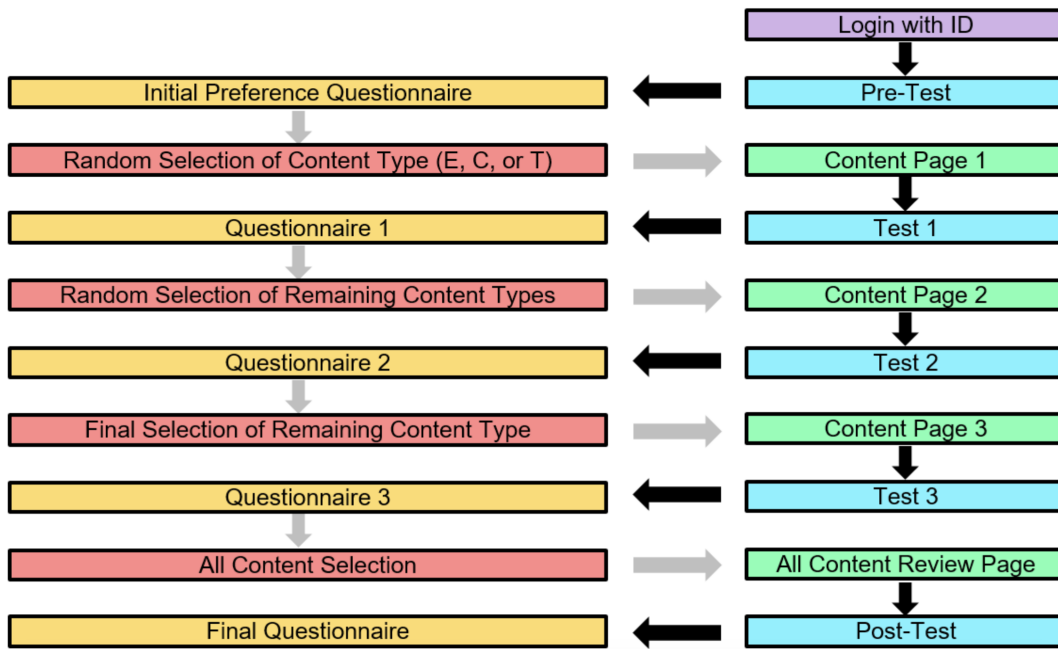 Login with ID
Initial Preference Questionnaire
Pre-Test
Random Selection of Content Type (E, C, or T)
Content Page 1
Questionnaire 1
Test 1
Random Selection of Remaining Content Types
Content Page 2
Questionnaire 2
Test 2
Final Selection of Remaining Content Type
Content Page 3
Questionnaire 3
Test 3
All Content Selection
All Content Review Page
Final Questionnaire
Post-Test